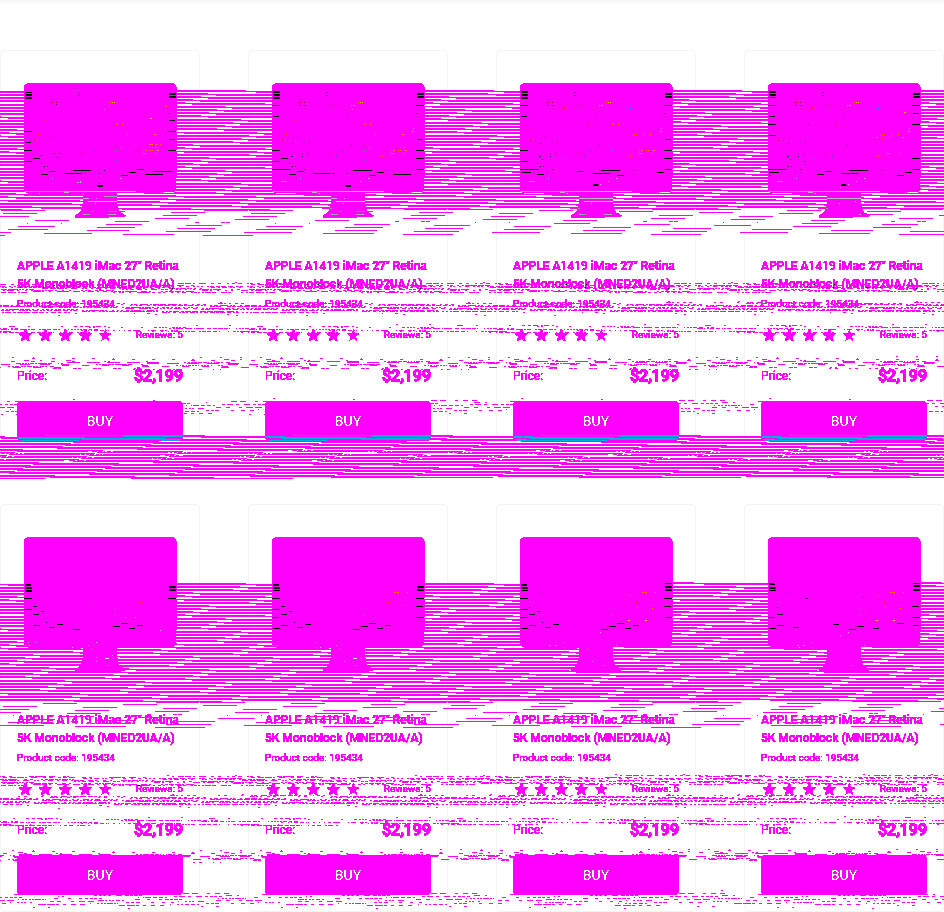 APPLE A1419 iMac 27" Retina APPLE A1419 iMac 27" Retina APPLE A1419 iMac 27" Retina APPLE A1419 iMac 27" Retina
5K Monoblock (MNED2UA/A) 5K Monoblock (MNED2UA/A) 5K Monoblock (MNED2UA/A) 5K Monoblock (MNED2UA/A)
Product code: 195434 Product code: 195434 Product code: 195434 Product code: 195434
Reviews: 5 Reviews: 5 Reviews: 5 Reviews: 5
Price: $2,199 Price: $2,199 Price: $2,199 Price: $2,199
BUY BUY BUY BUY
APPLE A1419 iMac 27" Retina APPLE A1419 iMac 27" Retina APPLE A1419 iMac 27" Retina APPLE A1419 iMac 27" Retina
5K Monoblock (MNED2UA/A) 5K Monoblock (MNED2UA/A) 5K Monoblock (MNED2UA/A) 5K Monoblock (MNED2UA/A)
Product code: 195434 Product code: 195434 Product code: 195434 Product code: 195434
Reviews: 5 Reviews: 5 Reviews: 5 Reviews: 5
Price: $2,199 Price: $2,199 Price: $2,199 Price: $2,199
BUY BUY BUY BUY